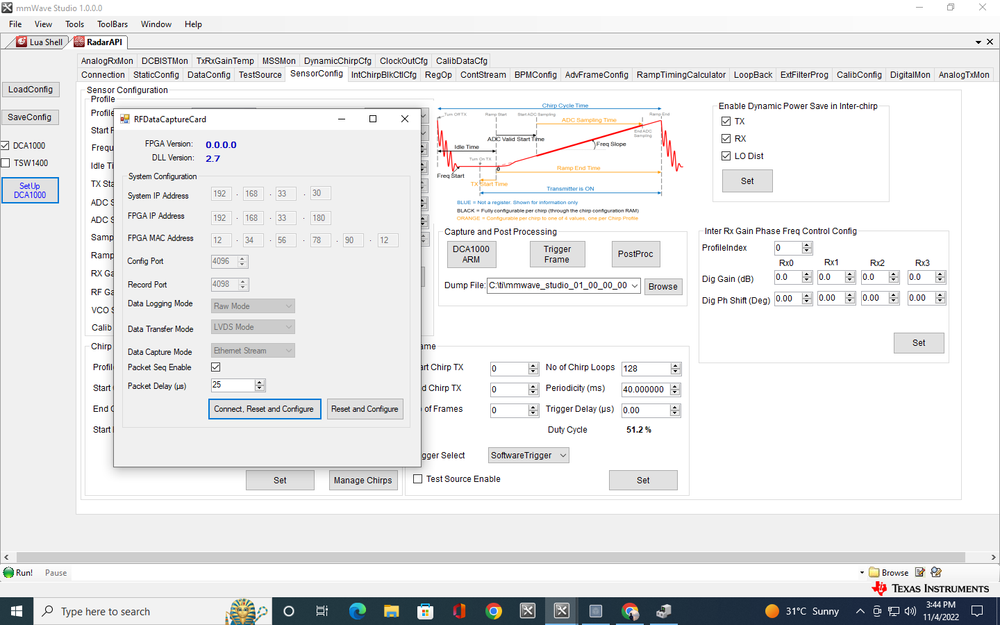 mmWave Studio 1.0.0.0
File View Tools ToolBars Window Help
Lua Shell RadarAPI
AnalogRxMon DCBISTMon TxRxGainTemp MSSMon DynamicChirpCfg ClockOutCfg CalibDataCfg
Connection StaticConfig DataConfig TestSource SensorConfig IntChirpBlkCtlCfg RegOp ContStream BPMConfig AdvFrameConfig RampTimingCalculator LoopBack ExtFilterProg CalibConfig DigitalMon AnalogTxMon
LoadConfig
SaveConfig
DCA1000
TSW1400
SetUp
DCA1000
Sensor Configuration
Profile
Profile
Start F
Frequ
Idle Ti
TX Sta
ADC S
ADC S
Samp
Ramp
RX Ga
RF Ga
VCO S
Calib
RFDataCaptureCard
FPGA Version: 0.0.0.0
DLL Version: 2.7
System Configuration
System IP Address 192 . 168 . 33 . 30
FPGA IP Address 192 . 168 . 33 . 180
FPGA MAC Address 12 . 34 . 56 . 78 . 90 . 12
Config Port 4096
Record Port 4098
Data Logging Mode Raw Mode
Data Transfer Mode LVDS Mode
Data Capture Mode Ethernet Stream
Packet Seq Enable
Packet Delay (µs) 25
Connect, Reset and Configure Reset and Configure
Chirp Cycle Time
Turn Off TX Ramp Start Start ADC Sampling Ramp End
ADC Sampling Time
End ADC
Sampling
ADC Valid Start Time
Freq Slope
Idle Time
Turn On TX
0
Ramp End Time
Freq Start
TX Start Time
Transmitter is ON
BLUE = Not a register. Shown for information only
BLACK = Fully configurable per chirp (through the chirp configuration RAM)
ORANGE = Configurable per chirp to one of 4 values, one per Chirp Profile
Capture and Post Processing
DCA1000
ARM
Trigger
Frame
PostProc
Dump File: C:\ti\mmwave_studio_01_00_00_00 Browse
Enable Dynamic Power Save in Inter-chirp
TX
RX
LO Dist
Set
Inter Rx Gain Phase Freq Control Config
ProfileIndex 0
Rx0 Rx1 Rx2 Rx3
Dig Gain (dB) 0.0 0.0 0.0 0.0
Dig Ph Shift (Deg) 0.00 0.00 0.00 0.00
Set
Chirp
Profile
Start
End C
Start
Set Manage Chirps
ame
art Chirp TX 0 No of Chirp Loops 128
d Chirp TX 0 Periodicity (ms) 40.000000
of Frames 0 Trigger Delay (µs) 0.00
Duty Cycle 51.2 %
gger Select SoftwareTrigger
Test Source Enable Set
Run! Pause Browse
TEXAS INSTRUMENTS
Type here to search
31°C Sunny
3:44 PM
11/4/2022